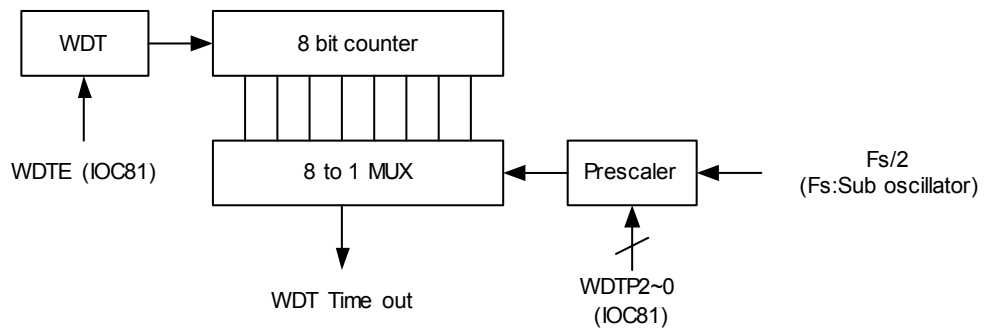 WDT
8 bit counter
WDTE (IOC81)
8 to 1 MUX
Prescaler
Fs/2
(Fs:Sub oscillator)
WDT Time out
WDTP2~0
(IOC81)